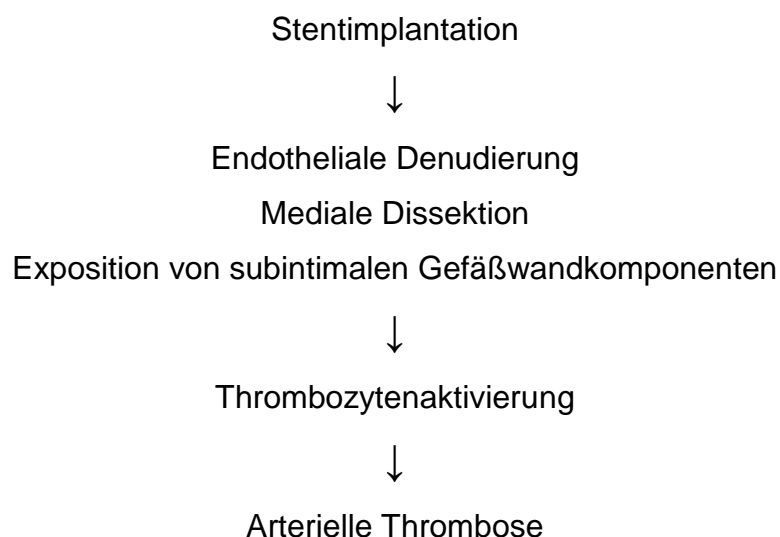 Stentimplantation
↓
Endotheliale Denudierung
Mediale Dissektion
Exposition von subintimalen Gefäßwandkomponenten
↓
Thrombozytenaktivierung
↓
Arterielle Thrombose